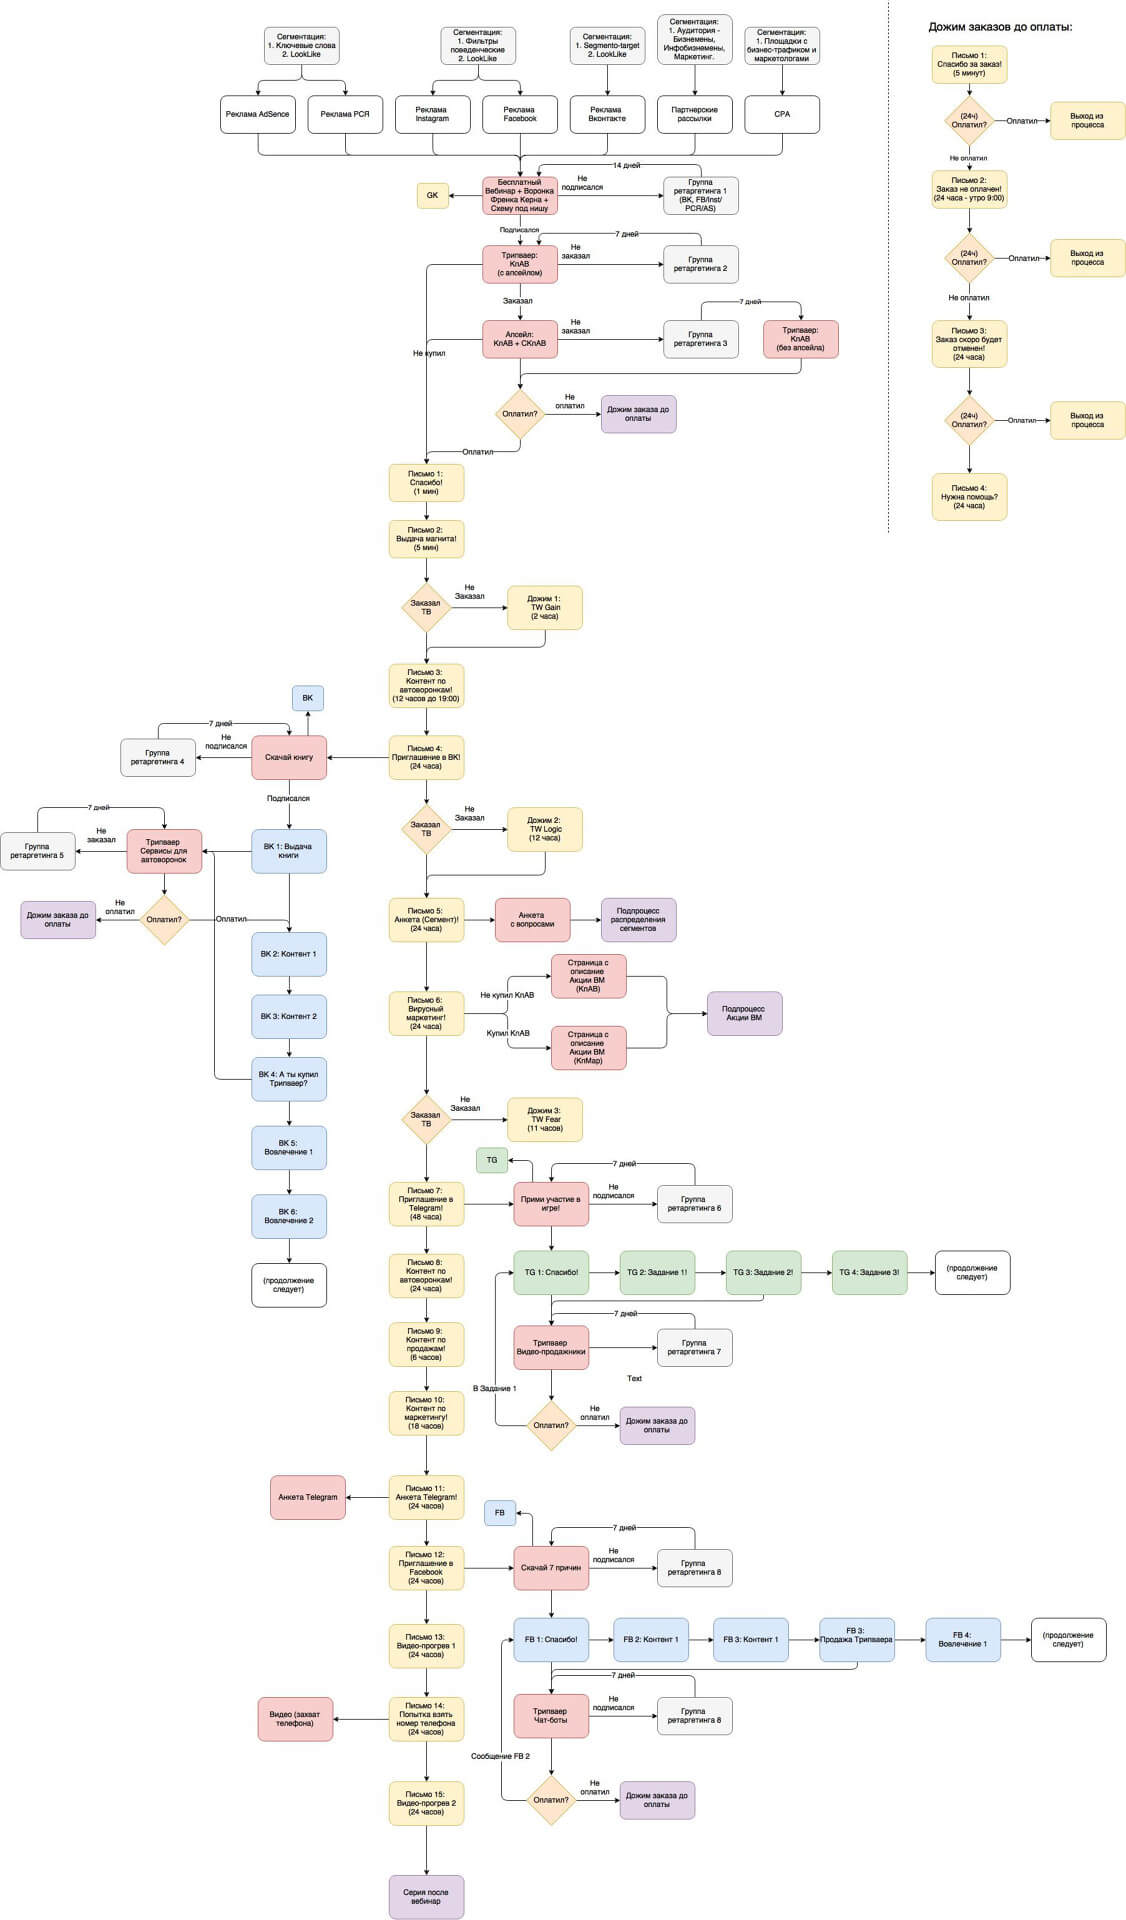 Дожим заказов до оплаты:
Сегментация:
1. Ключевые слова
2. LookLike
Сегментация:
1. Фильтры
поведенческие
2. LookLike
Сегментация:
1. Segmento-target
2. LookLike
Сегментация:
1. Аудитория -
Бизнемены,
Инфобизнемены,
Маркетинг.
Сегментация:
1. Площадки с
бизнес-трафиком и
маркетологами
Реклама AdSence
Реклама РСЯ
Реклама
Instagram
Реклама
Facebook
Реклама
Вконтакте
Партнерские
рассылки
CPA
14 дней
GK
Бесплатный
Вебинар + Воронка
Френка Керна +
Схему под нишу
Не
подписался
Группа
ретаргетинга 1
(ВК, FB/Inst/
РСЯ/AS)
Подписался
7 дней
Трипваер:
KnAB
(с апсейлом)
Не
заказал
Группа
ретаргетинга 2
Заказал
7 дней
Апсейл:
KnAB + CKnAB
Не
заказал
Группа
ретаргетинга 3
Трипваер:
KnAB
(без апсейла)
Не купил
Оплатил?
Не
оплатил
Дожим заказа до
оплаты
Оплатил
Письмо 1:
Спасибо!
(1 мин)
Письмо 2:
Выдача магнита!
(5 мин)
Заказал
ТВ
Не
Заказал
Дожим 1:
TW Gain
(2 часа)
Письмо 3:
Контент по
автоворонкам!
(12 часов до 19:00)
ВК
7 дней
Группа
ретаргетинга 4
Не
подписался
Скачай книгу
Письмо 4:
Приглашение в ВК!
(24 часа)
Подписался
7 дней
Группа
ретаргетинга 5
Не
заказал
Трипваер
Сервисы для
автоворонок
ВК 1: Выдача
книги
Заказал
ТВ
Не
Заказал
Дожим 2:
TW Logic
(12 часа)
Дожим заказа до
оплаты
Не
оплатил
Оплатил?
Оплатил
Письмо 5:
Анкета (Сегмент)!
(24 часа)
Анкета
с вопросами
Подпроцесс
распределения
сегментов
ВК 2: Контент 1
ВК 3: Контент 2
ВК 4: А ты купил
Трипваер?
ВК 5:
Вовлечение 1
ВК 6:
Вовлечение 2
(продолжение
следует)
Письмо 6:
Вирусный
маркетинг!
(24 часа)
Не купил KnAB
Купил KnAB
Страница с
описание
Акции ВМ
(KnAB)
Страница с
описание
Акции ВМ
(KnMap)
Подпроцесс
Акции ВМ
Заказал
ТВ
Не
Заказал
Дожим 3:
TW Fear
(11 часов)
TG
7 дней
Письмо 7:
Приглашение в
Telegram!
(48 часа)
Прими участие в
игре!
Не
подписался
Группа
ретаргетинга 6
Письмо 8:
Контент по
автоворонкам!
(24 часа)
TG 1: Спасибо!
TG 2: Задание 1!
TG 3: Задание 2!
TG 4: Задание 3!
(продолжение
следует)
7 дней
Письмо 9:
Контент по
продажам!
(6 часов)
Трипваер
Видео-продажники
Группа
ретаргетинга 7
Text
В Задание 1
Письмо 10:
Контент по
маркетингу!
(18 часов)
Оплатил?
Не
оплатил
Дожим заказа до
оплаты
Анкета Telegram
Письмо 11:
Анкета Telegram!
(24 часов)
FB
7 дней
Письмо 12:
Приглашение в
Facebook
(24 часов)
Скачай 7 причин
Не
подписался
Группа
ретаргетинга 8
Письмо 13:
Видео-прогрев 1
(24 часов)
FB 1: Спасибо!
FB 2: Контент 1
FB 3: Контент 1
FB 3:
Продажа Трипваера
FB 4:
Вовлечение 1
(продолжение
следует)
7 дней
Видео (захват
телефона)
Письмо 14:
Попытка взять
номер телефона
(24 часов)
Трипваер
Чат-боты
Не
подписался
Группа
ретаргетинга 8
Сообщение FB 2
Письмо 15:
Видео-прогрев 2
(24 часов)
Оплатил?
Не
оплатил
Дожим заказа до
оплаты
Серия после
вебинар
Письмо 1:
Спасибо за заказ!
(5 минут)
(24ч)
Оплатил?
Оплатил
Выход из
процесса
Не оплатил
Письмо 2:
Заказ не оплачен!
(24 часа - утро 9:00)
(24ч)
Оплатил?
Оплатил
Выход из
процесса
Не оплатил
Письмо 3:
Заказ скоро будет
отменен!
(24 часа)
(24ч)
Оплатил?
Оплатил
Выход из
процесса
Письмо 4:
Нужна помощь?
(24 часа)